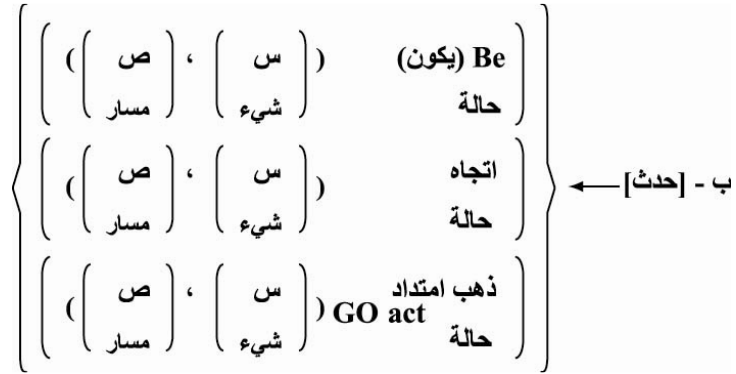 Be (يكون) ( ( س ) ، ( ص ) )
حالة شيء مسار
ب - [حدث] ←
اتجاه ( ( س ) ، ( ص ) )
حالة شيء مسار
ذهب امتداد GO act ( ( س ) ، ( ص ) )
حالة شيء مسار